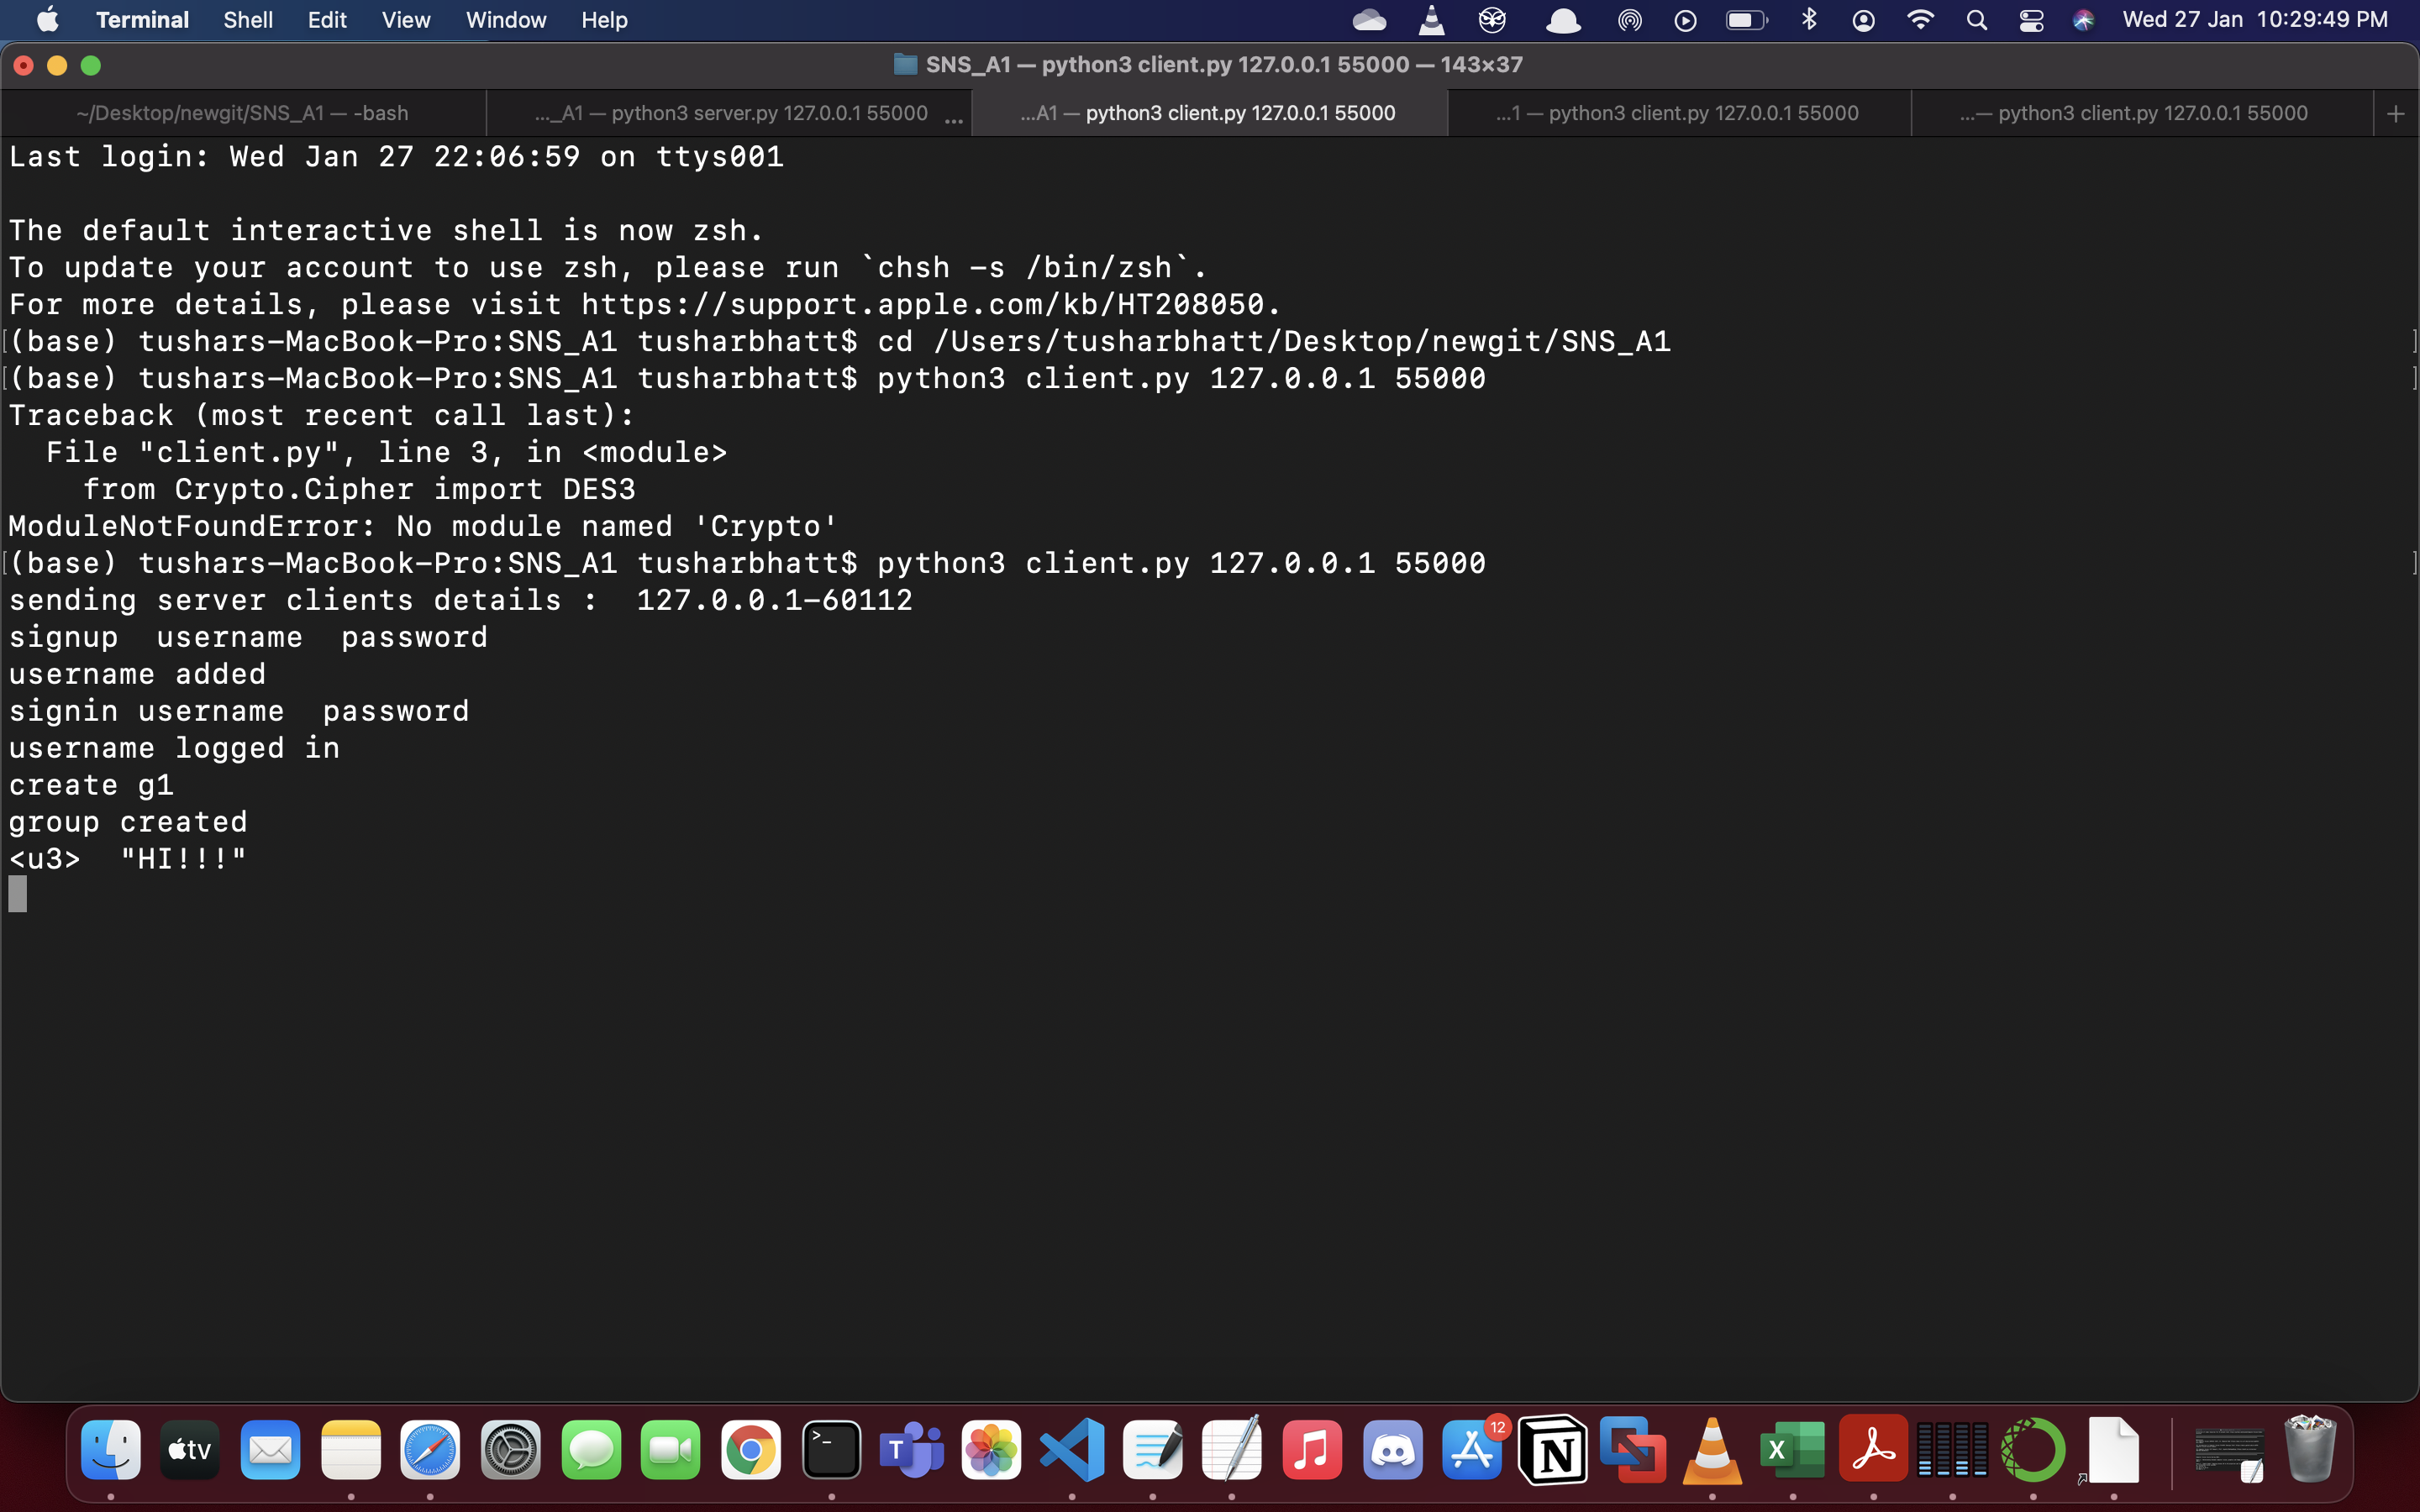 Terminal Shell Edit View Window Help Wed 27 Jan 10:29:49 PM
SNS_A1 — python3 client.py 127.0.0.1 55000 — 143×37
~/Desktop/newgit/SNS_A1 — -bash ..._A1 — python3 server.py 127.0.0.1 55000 ... ...A1 — python3 client.py 127.0.0.1 55000 ...1 — python3 client.py 127.0.0.1 55000 ...— python3 client.py 127.0.0.1 55000 +
Last login: Wed Jan 27 22:06:59 on ttys001
The default interactive shell is now zsh.
To update your account to use zsh, please run `chsh -s /bin/zsh`.
For more details, please visit https://support.apple.com/kb/HT208050.
[(base) tushars-MacBook-Pro:SNS_A1 tusharbhatt$ cd /Users/tusharbhatt/Desktop/newgit/SNS_A1 ]
[(base) tushars-MacBook-Pro:SNS_A1 tusharbhatt$ python3 client.py 127.0.0.1 55000 ]
Traceback (most recent call last):
  File "client.py", line 3, in <module>
    from Crypto.Cipher import DES3
ModuleNotFoundError: No module named 'Crypto'
[(base) tushars-MacBook-Pro:SNS_A1 tusharbhatt$ python3 client.py 127.0.0.1 55000 ]
sending server clients details :  127.0.0.1-60112
signup  username  password
username added
signin username  password
username logged in
create g1
group created
<u3>  "HI!!!"
tv >_ T 12 N X